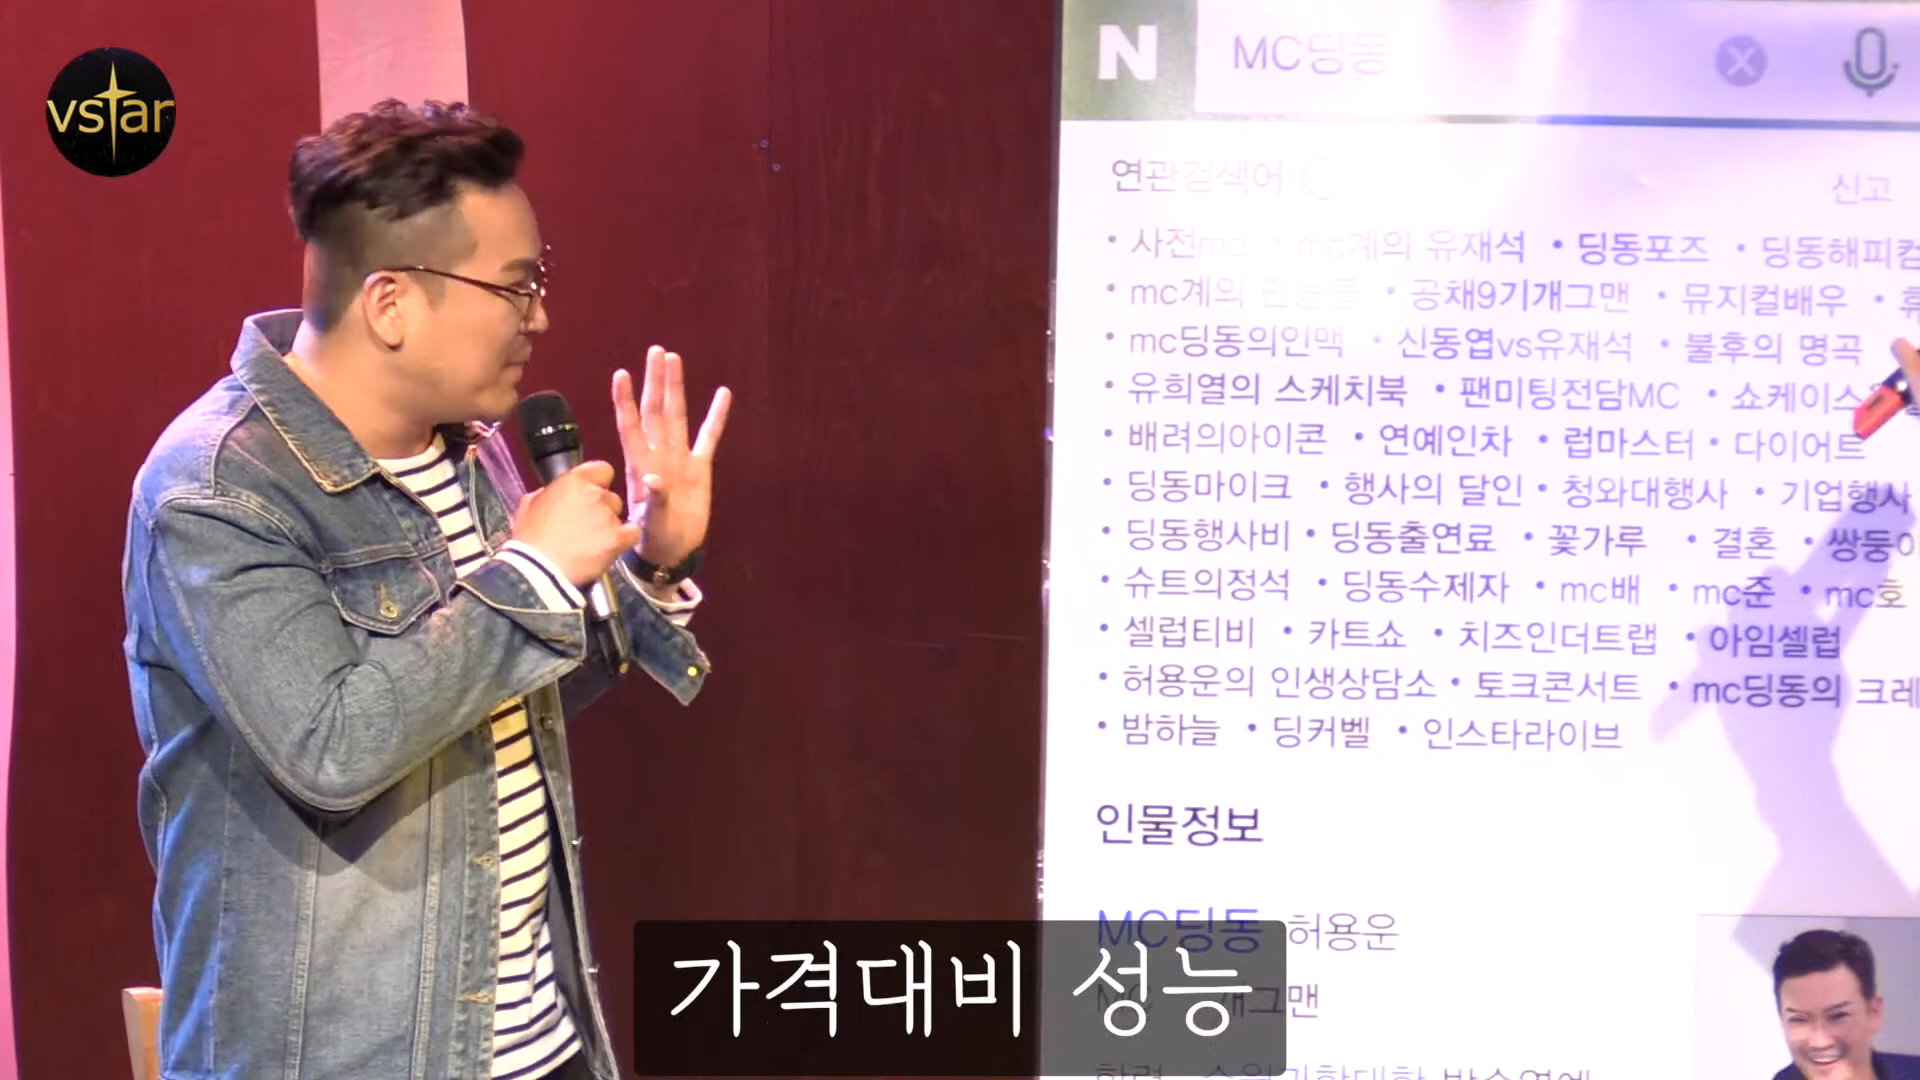 vstar
N MC딩동
연관검색어 신고
• 사전mc • mc계의 유재석 • 딩동포즈 • 딩동해피컴
• mc계의 • 공채9기개그맨 • 뮤지컬배우 •
• mc딩동의인맥 • 신동엽vs유재석 • 불후의 명곡
• 유희열의 스케치북 • 팬미팅전담MC • 쇼케이스
• 배려의아이콘 • 연예인차 • 럽마스터 • 다이어트
• 딩동마이크 • 행사의 달인 • 청와대행사 • 기업행사
• 딩동행사비 • 딩동출연료 • 꽃가루 • 결혼 • 쌍둥이
• 슈트의정석 • 딩동수제자 • mc배 • mc준 • mc호
• 셀럽티비 • 카트쇼 • 치즈인더트랩 • 아임셀럽
• 허용운의 인생상담소 • 토크콘서트 • mc딩동의 크레
• 밤하늘 • 딩커벨 • 인스타라이브
인물정보
MC딩동 허용운
개그맨
가격대비 성능